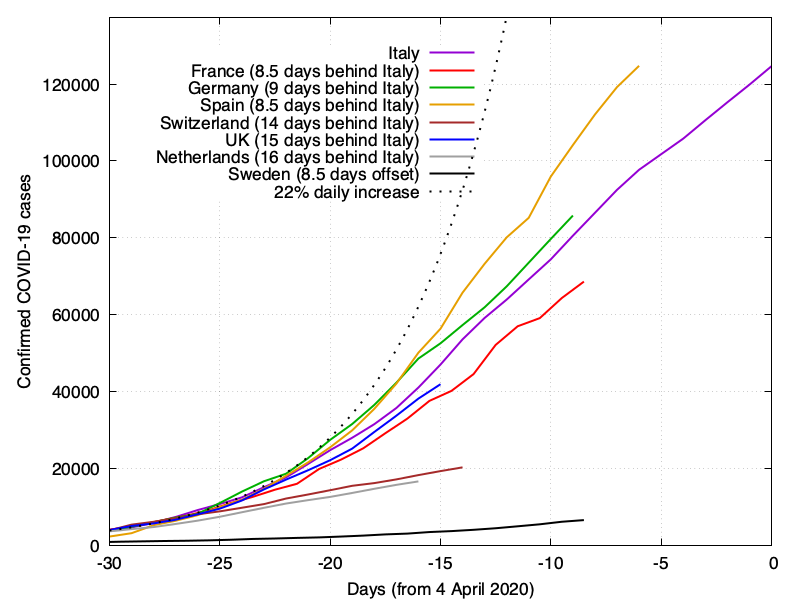 Italy
France (8.5 days behind Italy)
Germany (9 days behind Italy)
Spain (8.5 days behind Italy)
Switzerland (14 days behind Italy)
UK (15 days behind Italy)
Netherlands (16 days behind Italy)
Sweden (8.5 days offset)
22% daily increase
Confirmed COVID-19 cases
120000
100000
80000
60000
40000
20000
0
-30 -25 -20 -15 -10 -5 0
Days (from 4 April 2020)